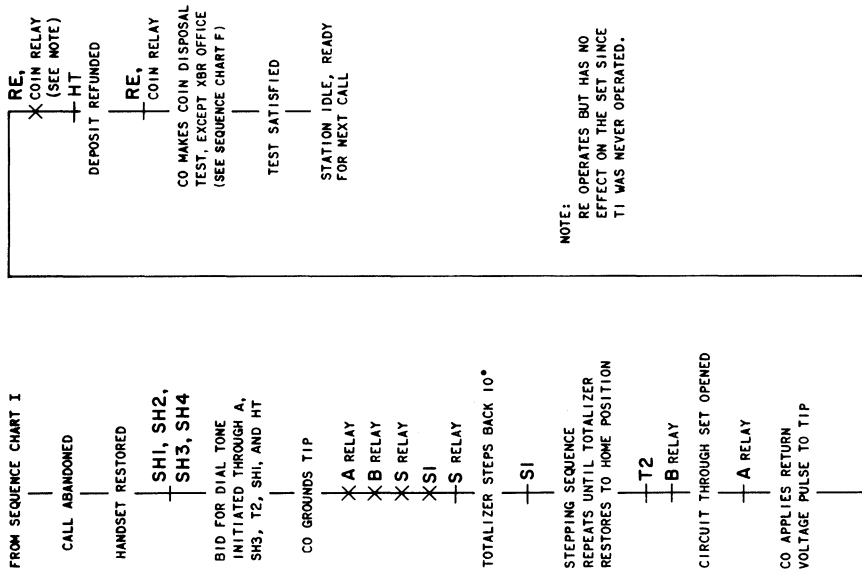 FROM SEQUENCE CHART I
CALL ABANDONED
HANDSET RESTORED
SH1, SH2,
SH3, SH4
BID FOR DIAL TONE
INITIATED THROUGH A,
SH3, T2, SH1, AND HT
CO GROUNDS TIP
A RELAY
B RELAY
S RELAY
S1
S RELAY
TOTALIZER STEPS BACK 10°
S1
STEPPING SEQUENCE
REPEATS UNTIL TOTALIZER
RESTORES TO HOME POSITION
T2
B RELAY
CIRCUIT THROUGH SET OPENED
A RELAY
CO APPLIES RETURN
VOLTAGE PULSE TO TIP
RE,
COIN RELAY
(SEE NOTE)
HT
DEPOSIT REFUNDED
RE,
COIN RELAY
CO MAKES COIN DISPOSAL
TEST, EXCEPT XBR OFFICE
(SEE SEQUENCE CHART F)
TEST SATISFIED
STATION IDLE, READY
FOR NEXT CALL
NOTE:
RE OPERATES BUT HAS NO
EFFECT ON THE SET SINCE
T1 WAS NEVER OPERATED.